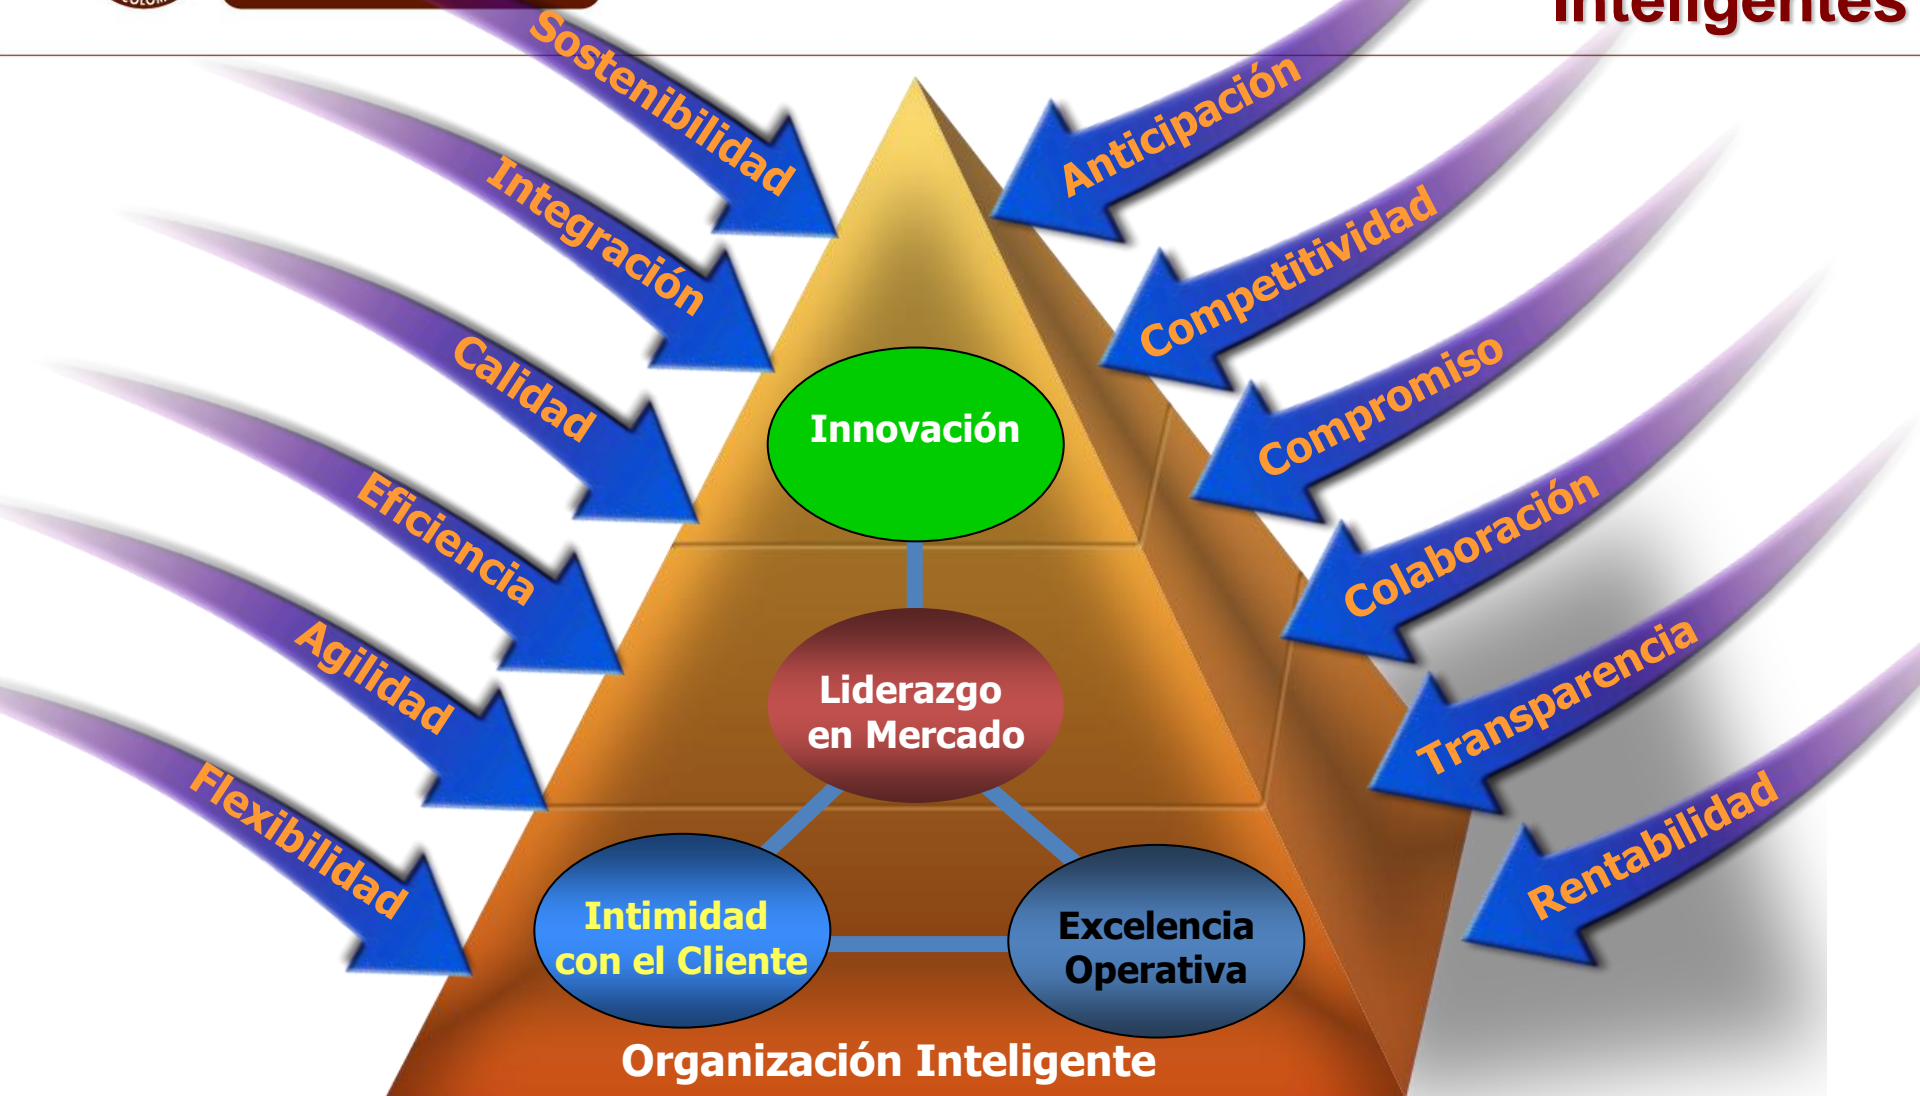 Inteligentes
Sostenibilidad
Anticipación
Integración
Competitividad
Calidad
Compromiso
Innovación
Eficiencia
Colaboración
Agilidad
Transparencia
Liderazgo
en Mercado
Flexibilidad
Rentabilidad
Intimidad
con el Cliente
Excelencia
Operativa
Organización Inteligente